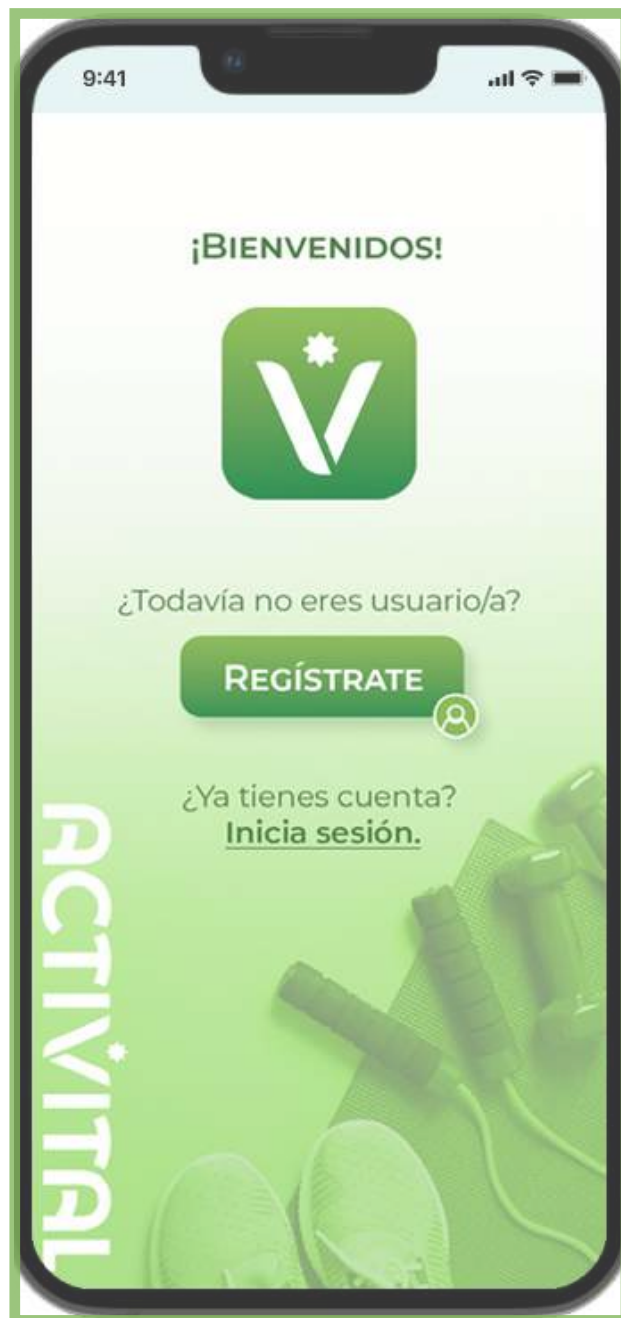 9:41
¡BIENVENIDOS!
¿Todavía no eres usuario/a?
REGÍSTRATE
¿Ya tienes cuenta?
Inicia sesión.
ACTIVITAL